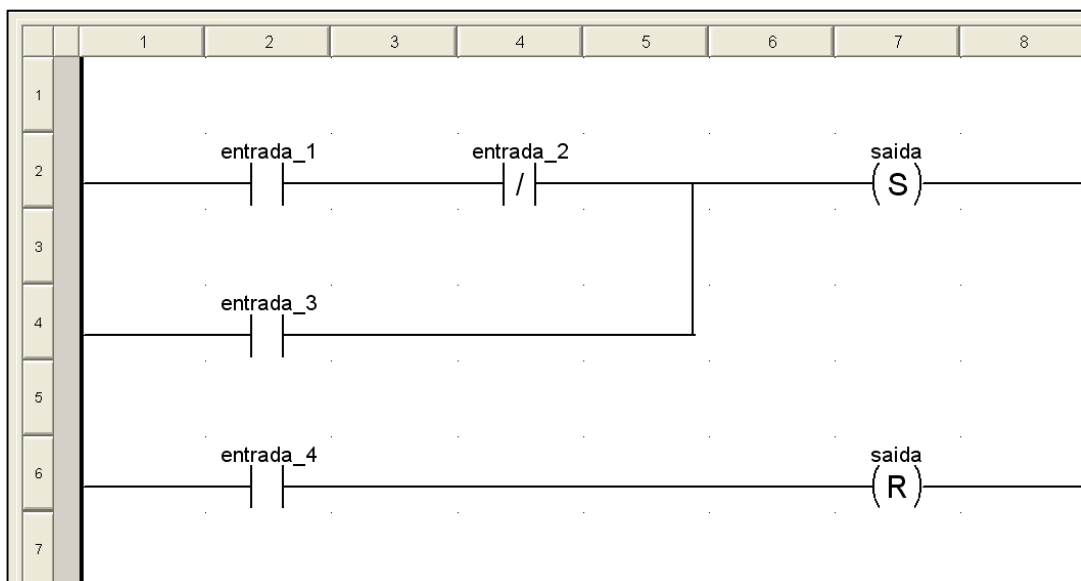 1 2 3 4 5 6 7 8
1
entrada_1 entrada_2 saida
2 / S
3
entrada_3
4
5
entrada_4 saida
6 R
7